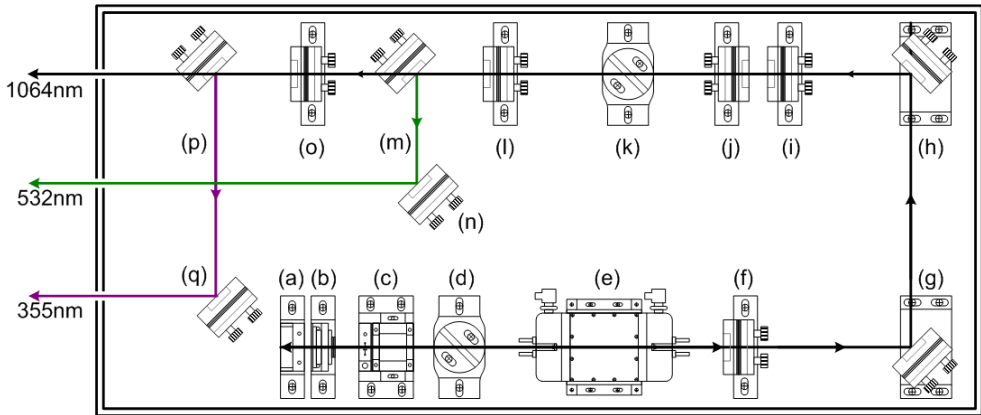 1064nm
(p)
(o)
(m)
(l)
(k)
(j)
(i)
(h)
532nm
(n)
(q)
(a)
(b)
(c)
(d)
(e)
(f)
(g)
355nm